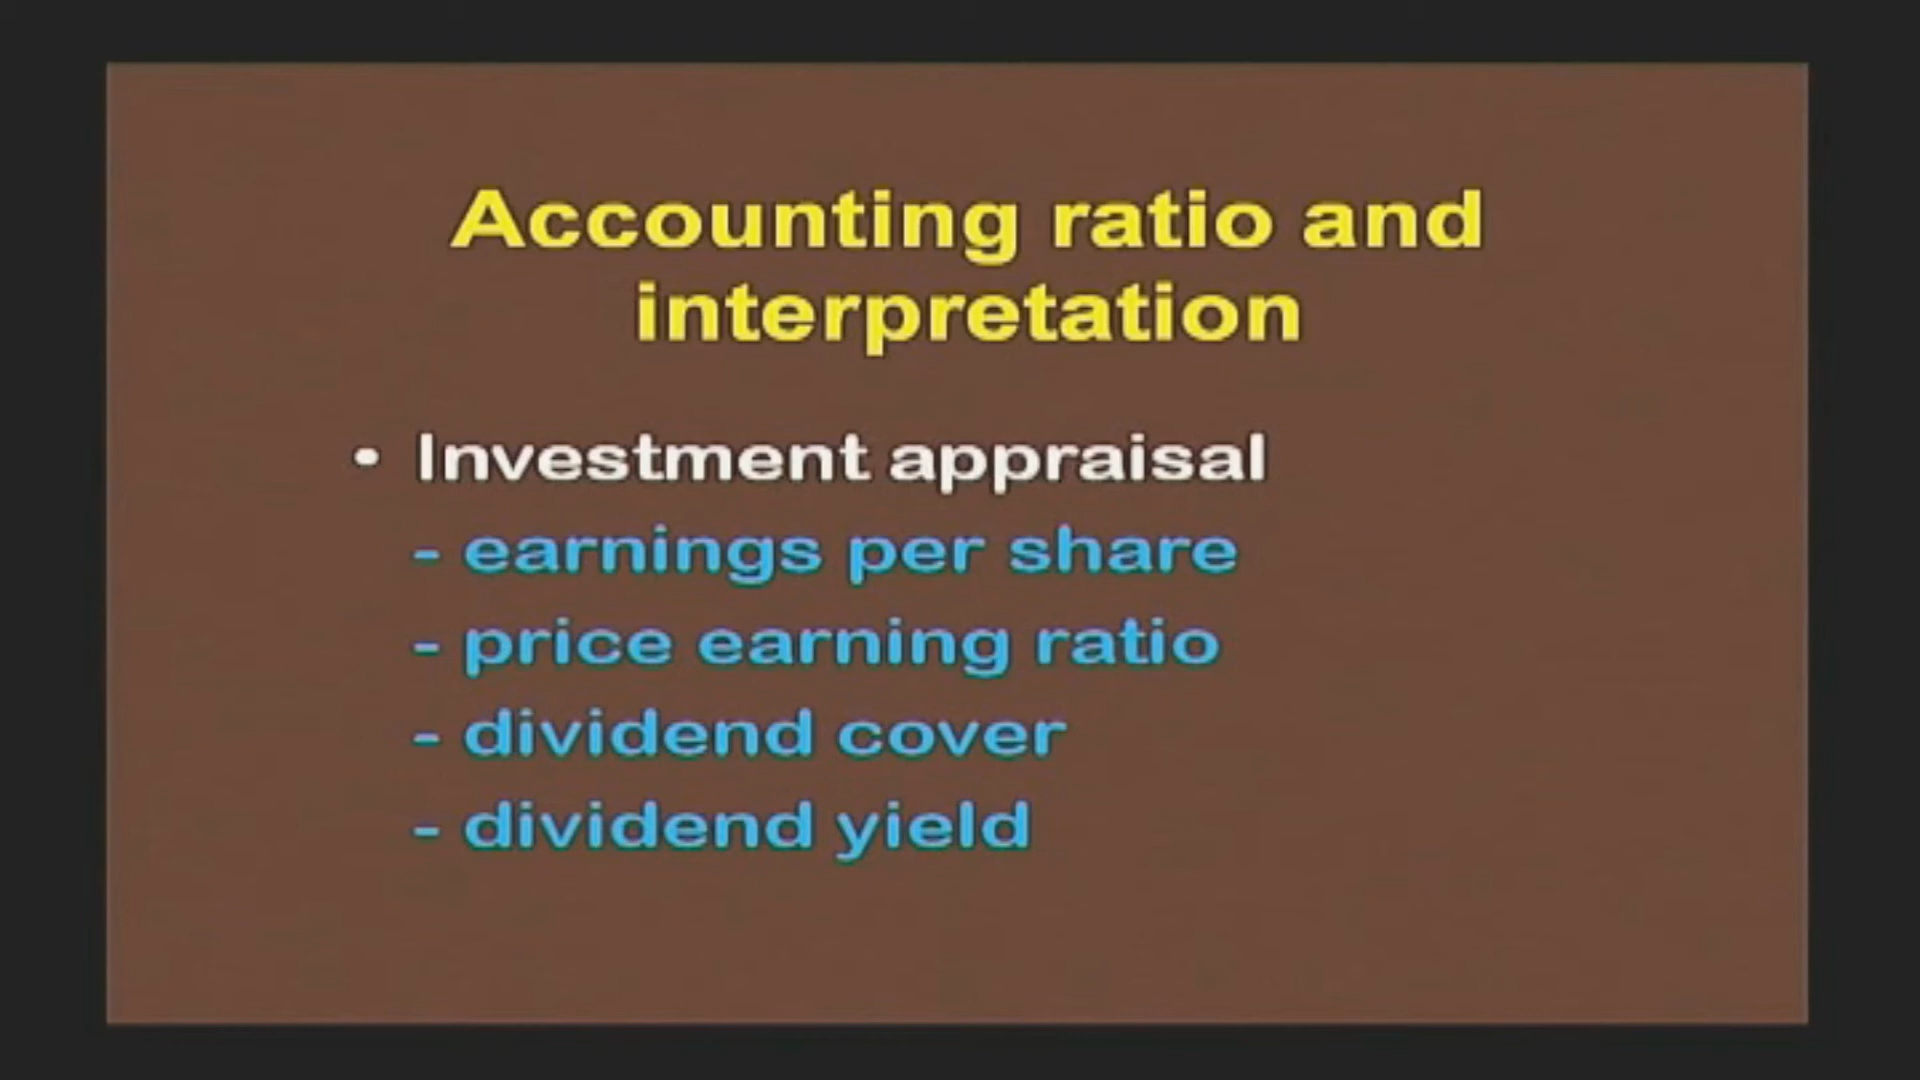 Accounting ratio and
interpretation
• Investment appraisal
- earnings per share
- price earning ratio
- dividend cover
- dividend yield